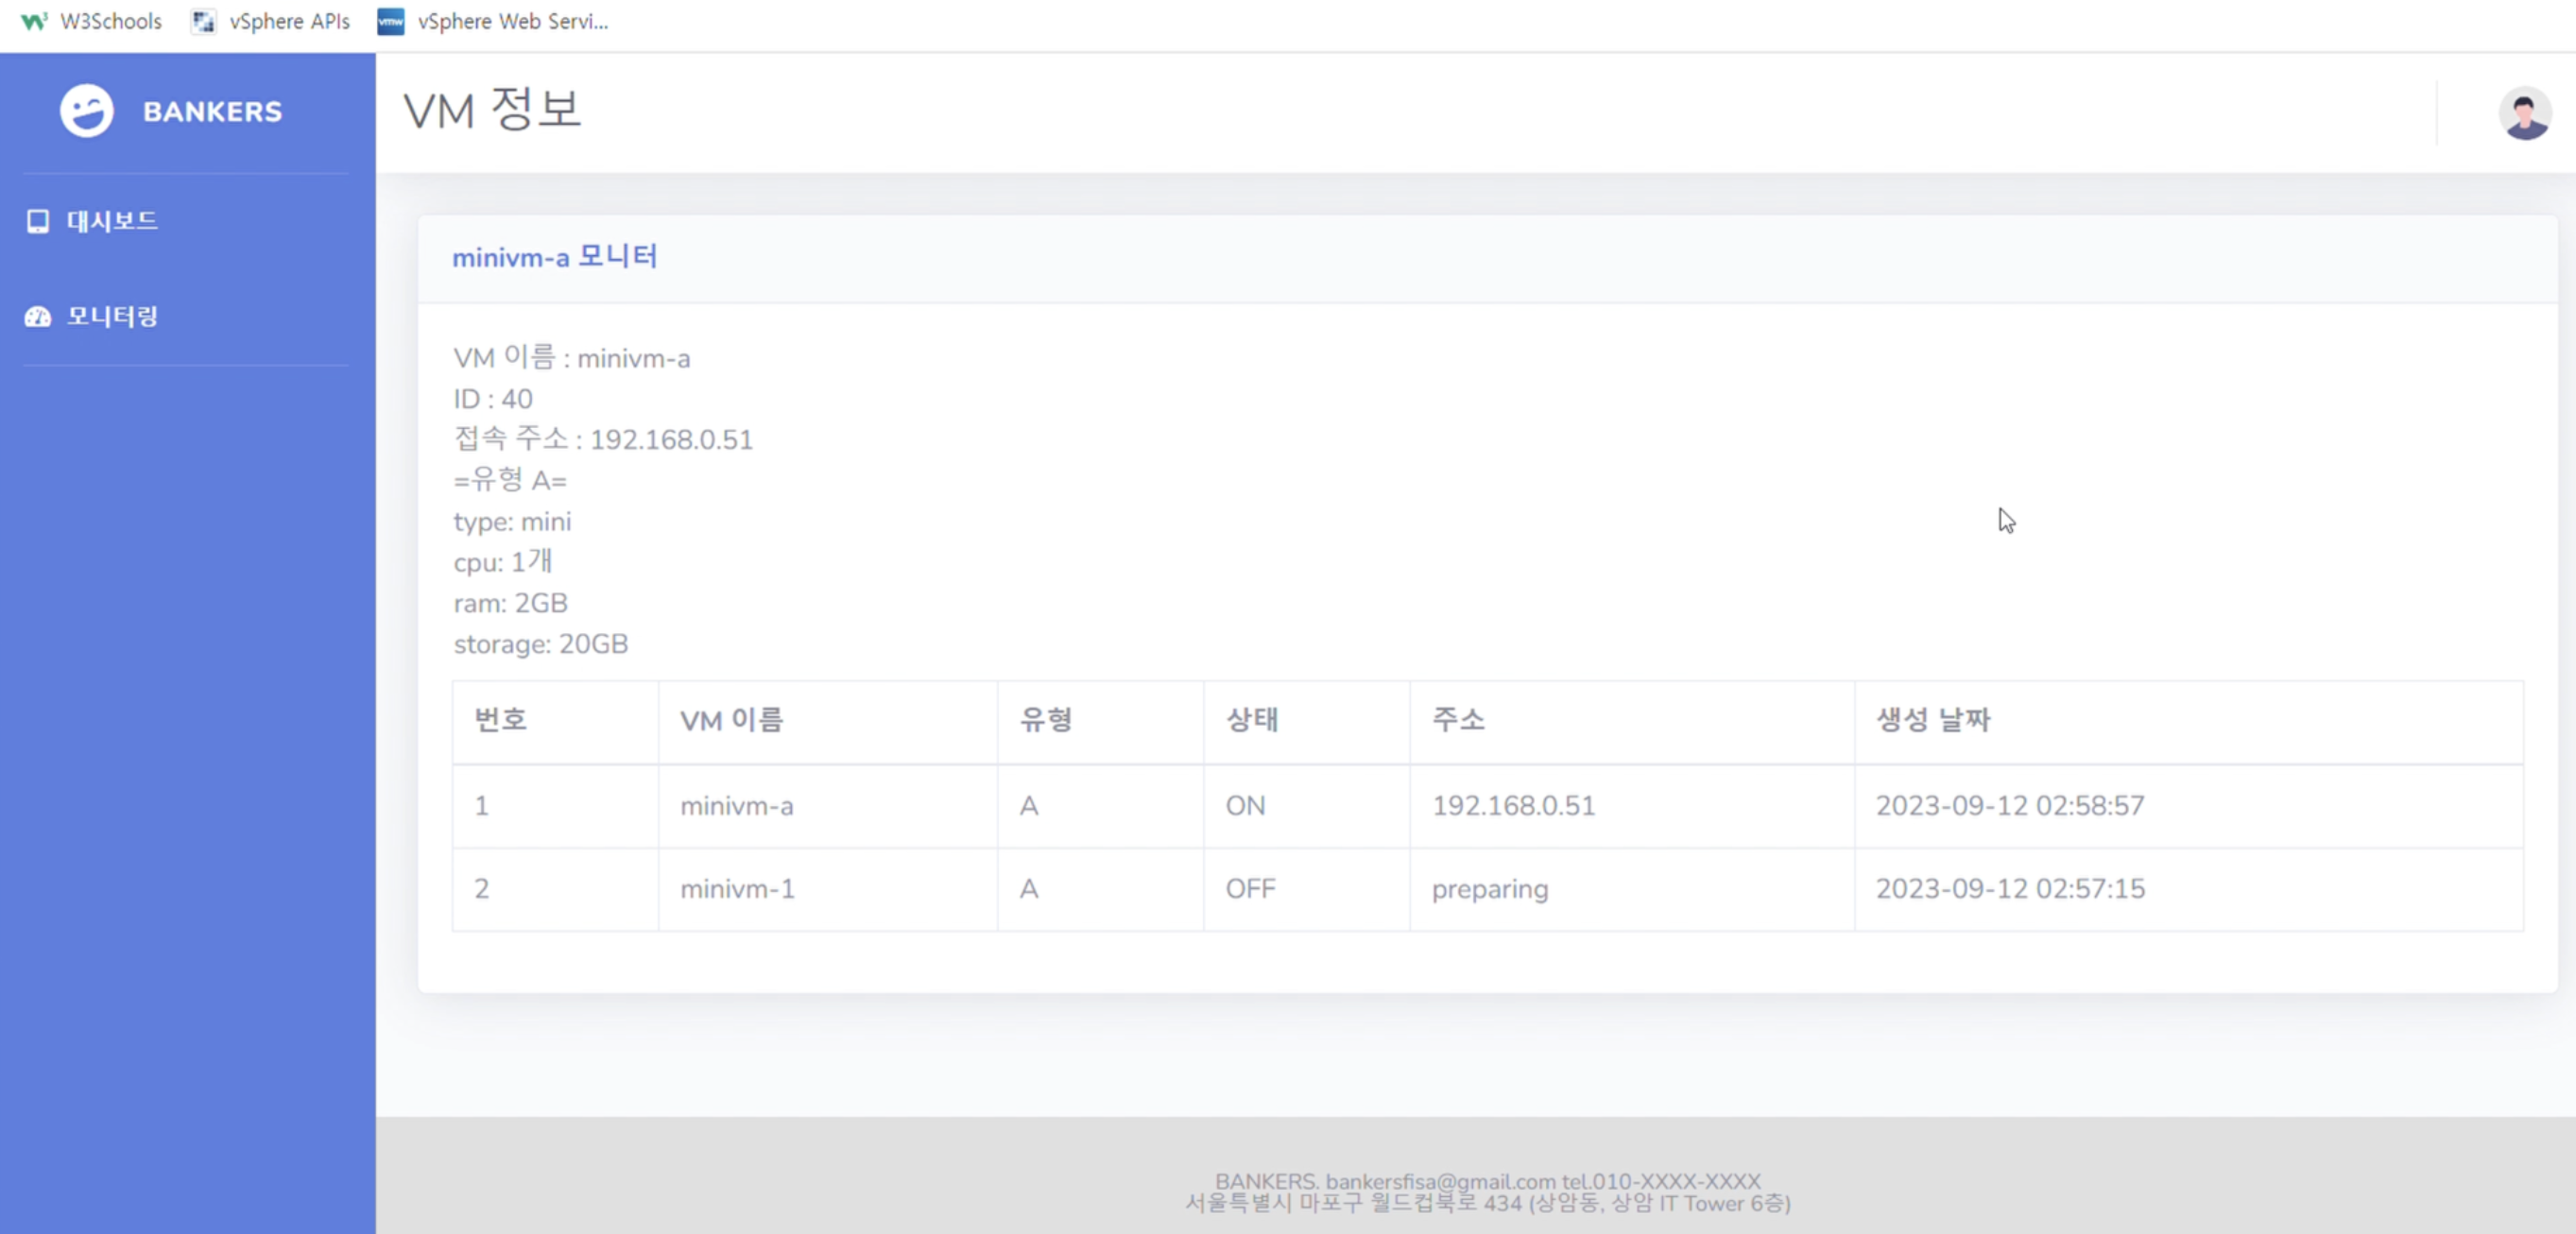 W3Schools vSphere APIs vmw vSphere Web Servi...
BANKERS
대시보드
모니터링
VM 정보
minivm-a 모니터
VM 이름 : minivm-a
ID : 40
접속 주소 : 192.168.0.51
=유형 A=
type: mini
cpu: 1개
ram: 2GB
storage: 20GB
번호 VM 이름 유형 상태 주소 생성 날짜
1 minivm-a A ON 192.168.0.51 2023-09-12 02:58:57
2 minivm-1 A OFF preparing 2023-09-12 02:57:15
BANKERS. bankersfisa@gmail.com tel.010-XXXX-XXXX
서울특별시 마포구 월드컵북로 434 (상암동, 상암 IT Tower 6층)